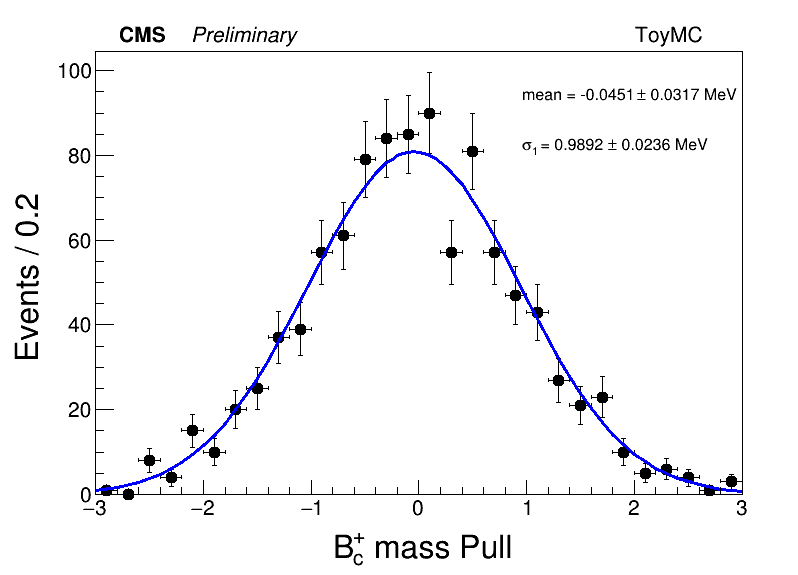 CMS Preliminary ToyMC
mean = -0.0451 ± 0.0317 MeV
σ₁ = 0.9892 ± 0.0236 MeV
Events / 0.2
100
80
60
40
20
0
−3 −2 −1 0 1 2 3
B_c^+ mass Pull